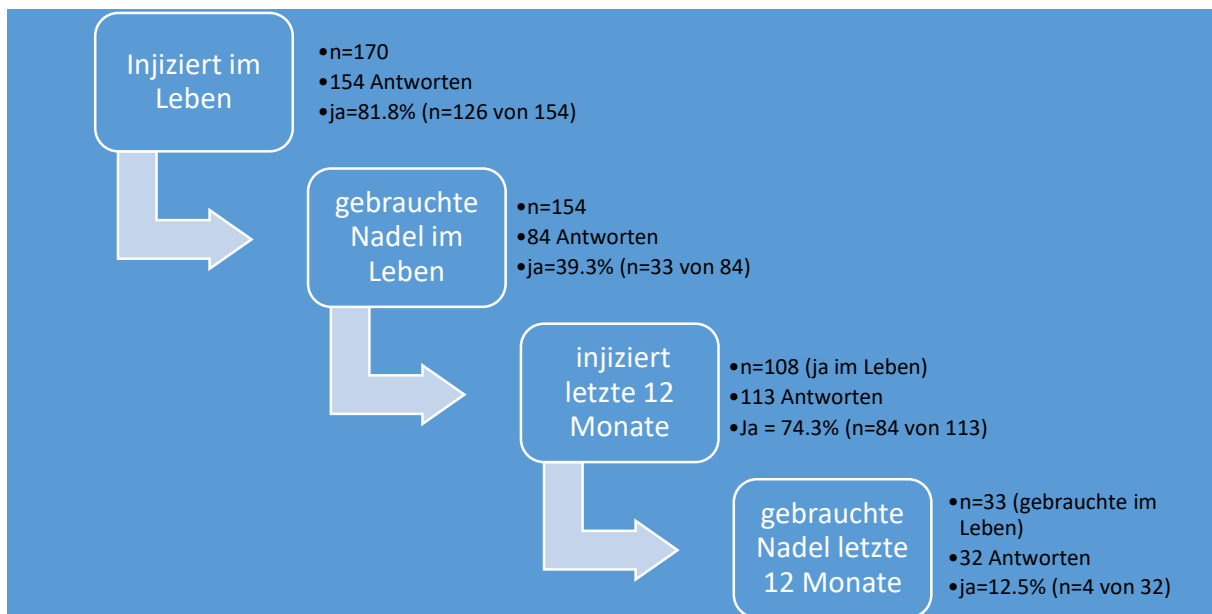 Injiziert im
Leben
•n=170
•154 Antworten
•ja=81.8% (n=126 von 154)
gebrauchte
Nadel im
Leben
•n=154
•84 Antworten
•ja=39.3% (n=33 von 84)
injiziert
letzte 12
Monate
•n=108 (ja im Leben)
•113 Antworten
•Ja = 74.3% (n=84 von 113)
gebrauchte
Nadel letzte
12 Monate
•n=33 (gebrauchte im
Leben)
•32 Antworten
•ja=12.5% (n=4 von 32)